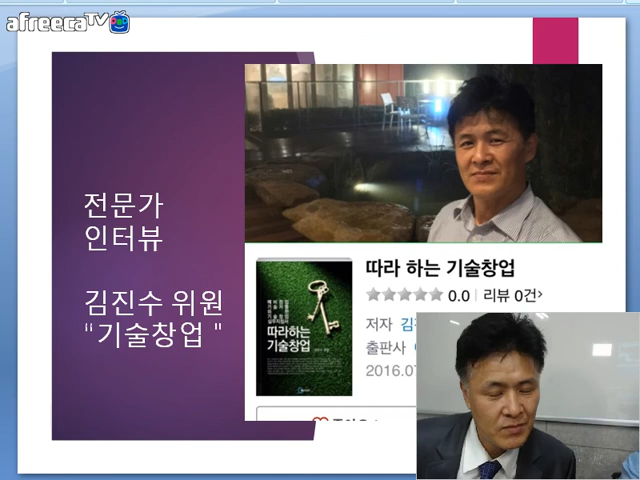 afreecaTV
전문가
인터뷰
김진수 위원
“기술창업 "
따라 하는 기술창업
0.0 리뷰 0건>
저자
출판사
2016.07
따라하는
기술창업